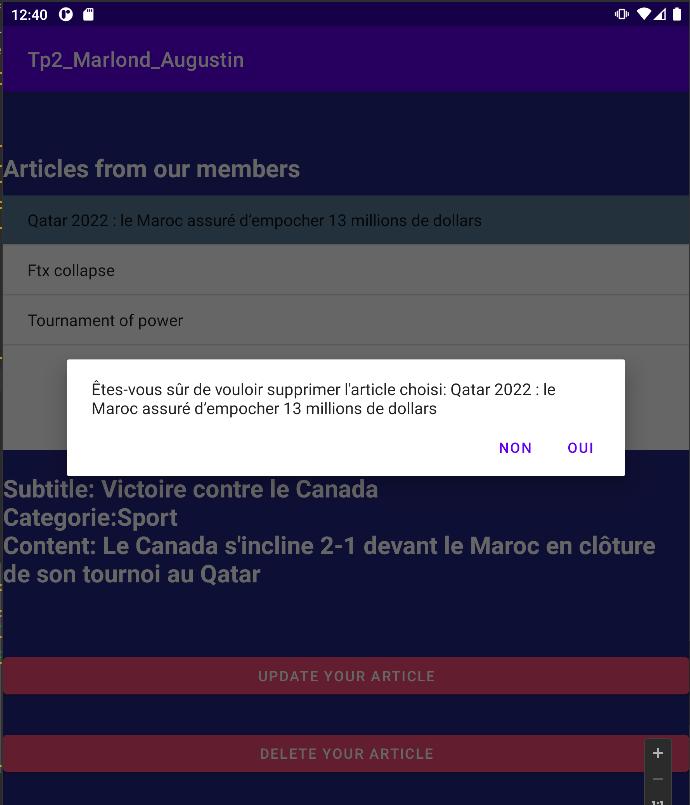 12:40
Tp2_Marlond_Augustin
Articles from our members
Qatar 2022 : le Maroc assuré d’empocher 13 millions de dollars
Ftx collapse
Tournament of power
Êtes-vous sûr de vouloir supprimer l'article choisi: Qatar 2022 : le
Maroc assuré d’empocher 13 millions de dollars
NON OUI
Subtitle: Victoire contre le Canada
Categorie:Sport
Content: Le Canada s'incline 2-1 devant le Maroc en clôture
de son tournoi au Qatar
UPDATE YOUR ARTICLE
DELETE YOUR ARTICLE